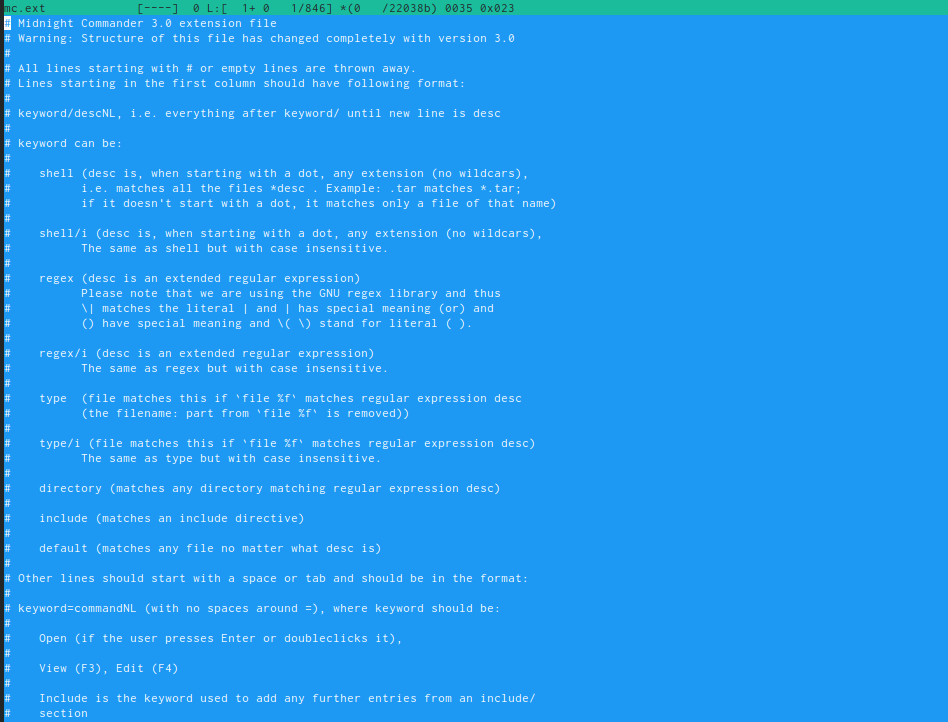 mc.ext             [----]  0 L:[  1+ 0   1/846] *(0   /22038b) 0035 0x023
# Midnight Commander 3.0 extension file
# Warning: Structure of this file has changed completely with version 3.0
#
# All lines starting with # or empty lines are thrown away.
# Lines starting in the first column should have following format:
#
# keyword/descNL, i.e. everything after keyword/ until new line is desc
#
# keyword can be:
#
#    shell (desc is, when starting with a dot, any extension (no wildcars),
#          i.e. matches all the files *desc . Example: .tar matches *.tar;
#          if it doesn't start with a dot, it matches only a file of that name)
#
#    shell/i (desc is, when starting with a dot, any extension (no wildcars),
#          The same as shell but with case insensitive.
#
#    regex (desc is an extended regular expression)
#          Please note that we are using the GNU regex library and thus
#          \| matches the literal | and | has special meaning (or) and
#          () have special meaning and \( \) stand for literal ( ).
#
#    regex/i (desc is an extended regular expression)
#          The same as regex but with case insensitive.
#
#    type  (file matches this if `file %f` matches regular expression desc
#          (the filename: part from `file %f` is removed))
#
#    type/i (file matches this if `file %f` matches regular expression desc)
#          The same as type but with case insensitive.
#
#    directory (matches any directory matching regular expression desc)
#
#    include (matches an include directive)
#
#    default (matches any file no matter what desc is)
#
# Other lines should start with a space or tab and should be in the format:
#
# keyword=commandNL (with no spaces around =), where keyword should be:
#
#    Open (if the user presses Enter or doubleclicks it),
#
#    View (F3), Edit (F4)
#
#    Include is the keyword used to add any further entries from an include/
#    section